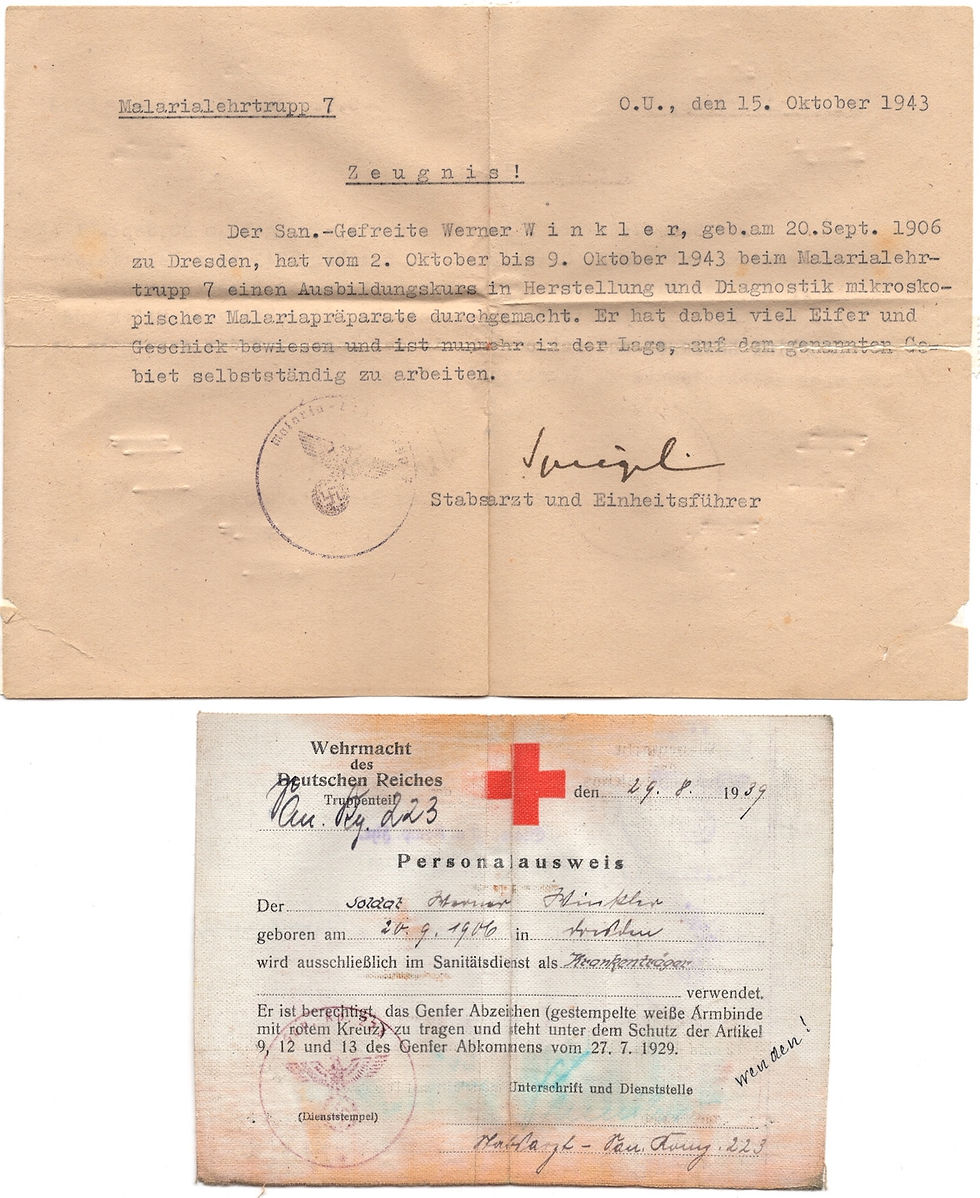 Malarialehrtrupp 7
O.U., den 15. Oktober 1943
Z e u g n i s !
Der San.-Gefreite Werner W i n k l e r, geb.am 20.Sept. 1906
zu Dresden, hat vom 2. Oktober bis 9. Oktober 1943 beim Malarialehr-
trupp 7 einen Ausbildungskurs in Herstellung und Diagnostik mikrosko-
pischer Malariapräparate durchgemacht. Er hat dabei viel Eifer und
Geschick bewiesen und ist nunmehr in der Lage, auf dem genannten Ge-
biet selbstständig zu arbeiten.
Malaria-
Stabsarzt und Einheitsführer
Wehrmacht
des
Deutschen Reiches
Truppenteil
223
den 29. 8. 1939
Personalausweis
Der Soldat Werner Winkler
geboren am 20. 9. 1906 in Dresden
wird ausschließlich im Sanitätsdienst als Krankenträger
verwendet.
Er ist berechtigt, das Genfer Abzeichen (gestempelte weiße Armbinde
mit rotem Kreuz) zu tragen und steht unter dem Schutz der Artikel
9, 12 und 13 des Genfer Abkommens vom 27. 7. 1929.
wenden!
Unterschrift und Dienststelle
(Dienststempel)
Stabsarzt - San. Komp. 223